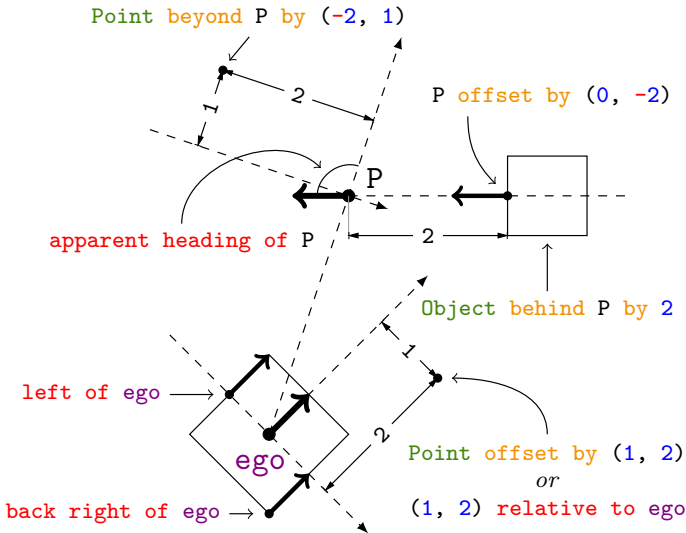 Point beyond P by (-2, 1)
1
2
P offset by (0, -2)
P
apparent heading of P
2
Object behind P by 2
1
left of ego
2
ego
Point offset by (1, 2)
or
(1, 2) relative to ego
back right of ego